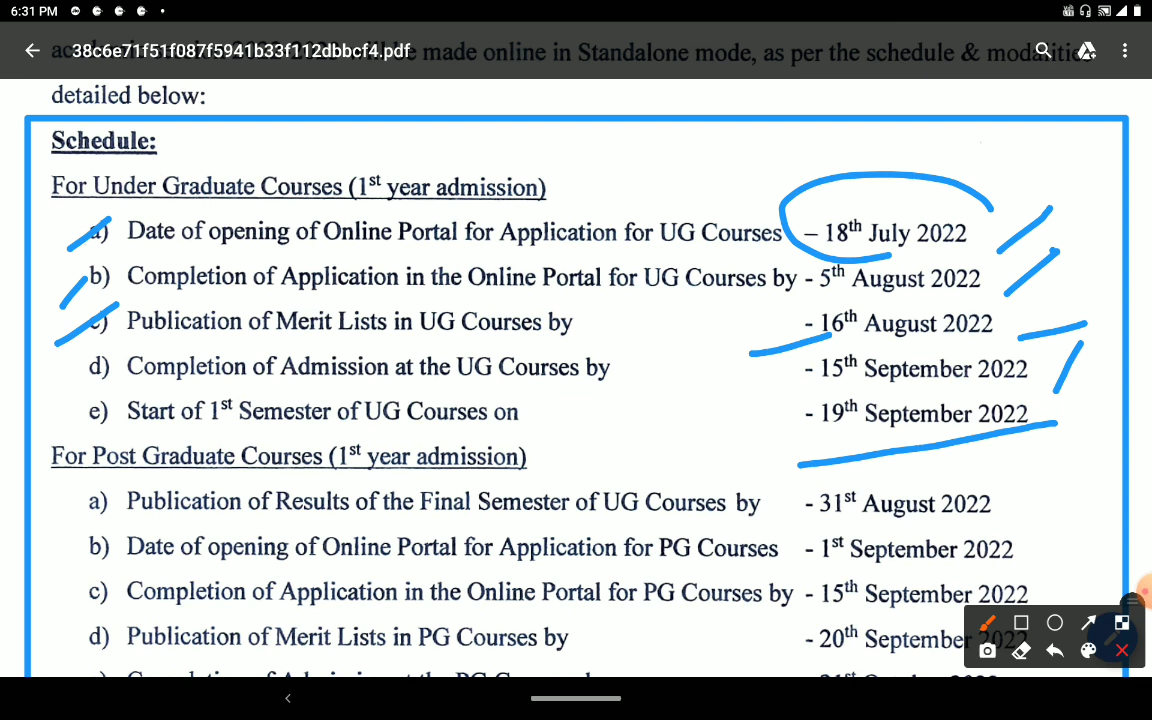 6:31 PM
38c6e71f51f087f5941b33f112dbbcf4.pdf
be made online in Standalone mode, as per the schedule & modalities
detailed below:
Schedule:
For Under Graduate Courses (1st year admission)
a) Date of opening of Online Portal for Application for UG Courses – 18th July 2022
b) Completion of Application in the Online Portal for UG Courses by - 5th August 2022
c) Publication of Merit Lists in UG Courses by - 16th August 2022
d) Completion of Admission at the UG Courses by - 15th September 2022
e) Start of 1st Semester of UG Courses on - 19th September 2022
For Post Graduate Courses (1st year admission)
a) Publication of Results of the Final Semester of UG Courses by - 31st August 2022
b) Date of opening of Online Portal for Application for PG Courses - 1st September 2022
c) Completion of Application in the Online Portal for PG Courses by - 15th September 2022
d) Publication of Merit Lists in PG Courses by - 20th September 2022